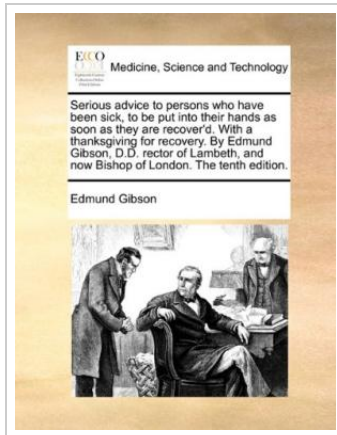 ECCO
Medicine, Science and Technology
Serious advice to persons who have
been sick, to be put into their hands as
soon as they are recover'd. With a
thanksgiving for recovery. By Edmund
Gibson, D.D. rector of Lambeth, and
now Bishop of London. The tenth edition.
Edmund Gibson